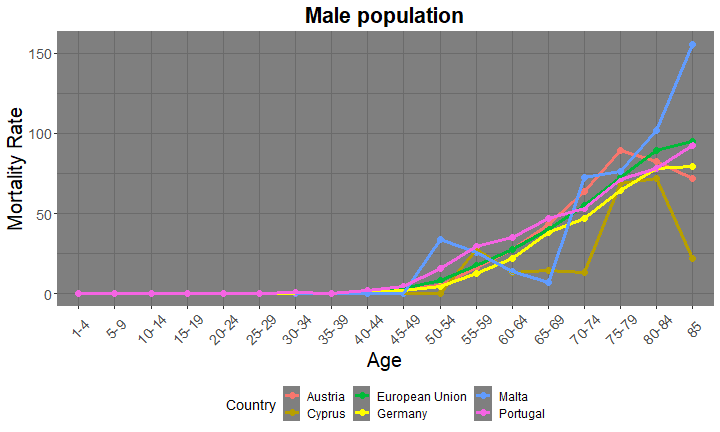 Male population
Mortality Rate
150
100
50
0
1-4 5-9 10-14 15-19 20-24 25-29 30-34 35-39 40-44 45-49 50-54 55-59 60-64 65-69 70-74 75-79 80-84 85
Age
Country
Austria European Union Malta
Cyprus Germany Portugal